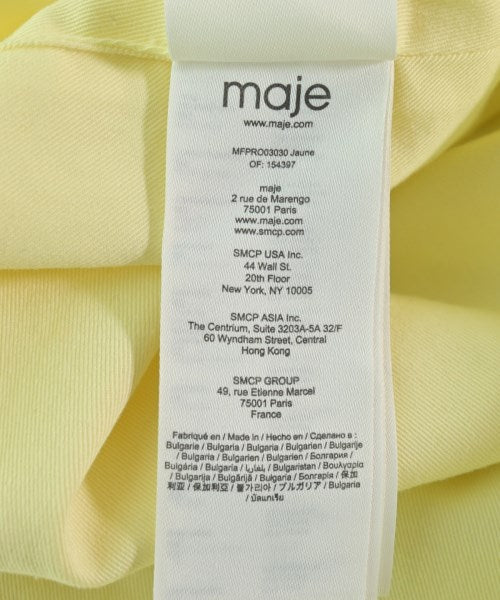 maje
www.maje.com
MFPRO03030 Jaune
OF: 154397
maje
2 rue de Marengo
75001 Paris
www.maje.com
www.smcp.com
SMCP USA Inc.
44 Wall St.
20th Floor
New York, NY 10005
SMCP ASIA Inc.
The Centrium, Suite 3203A-5A 32/F
60 Wyndham Street, Central
Hong Kong
SMCP GROUP
49, rue Etienne Marcel
75001 Paris
France
Fabriqué en / Made in / Hecho en / Сделано в :
Bulgarie / Bulgaria / Bulgaria / Bulgarien / Bulgarije
/ Bulgaria / Bulgarien / Bulgarien / България /
Bulgária / Bulgaria / بلغاريا / Bulgaristan / Βουλγαρία
/ Bulgarija / Bulgārijā / Bulgaria / Bulgaria / 保加
利亚 / 保加利亞 / 불가리아 / ブルガリア / Bulgaria
/ บัลแกเรีย